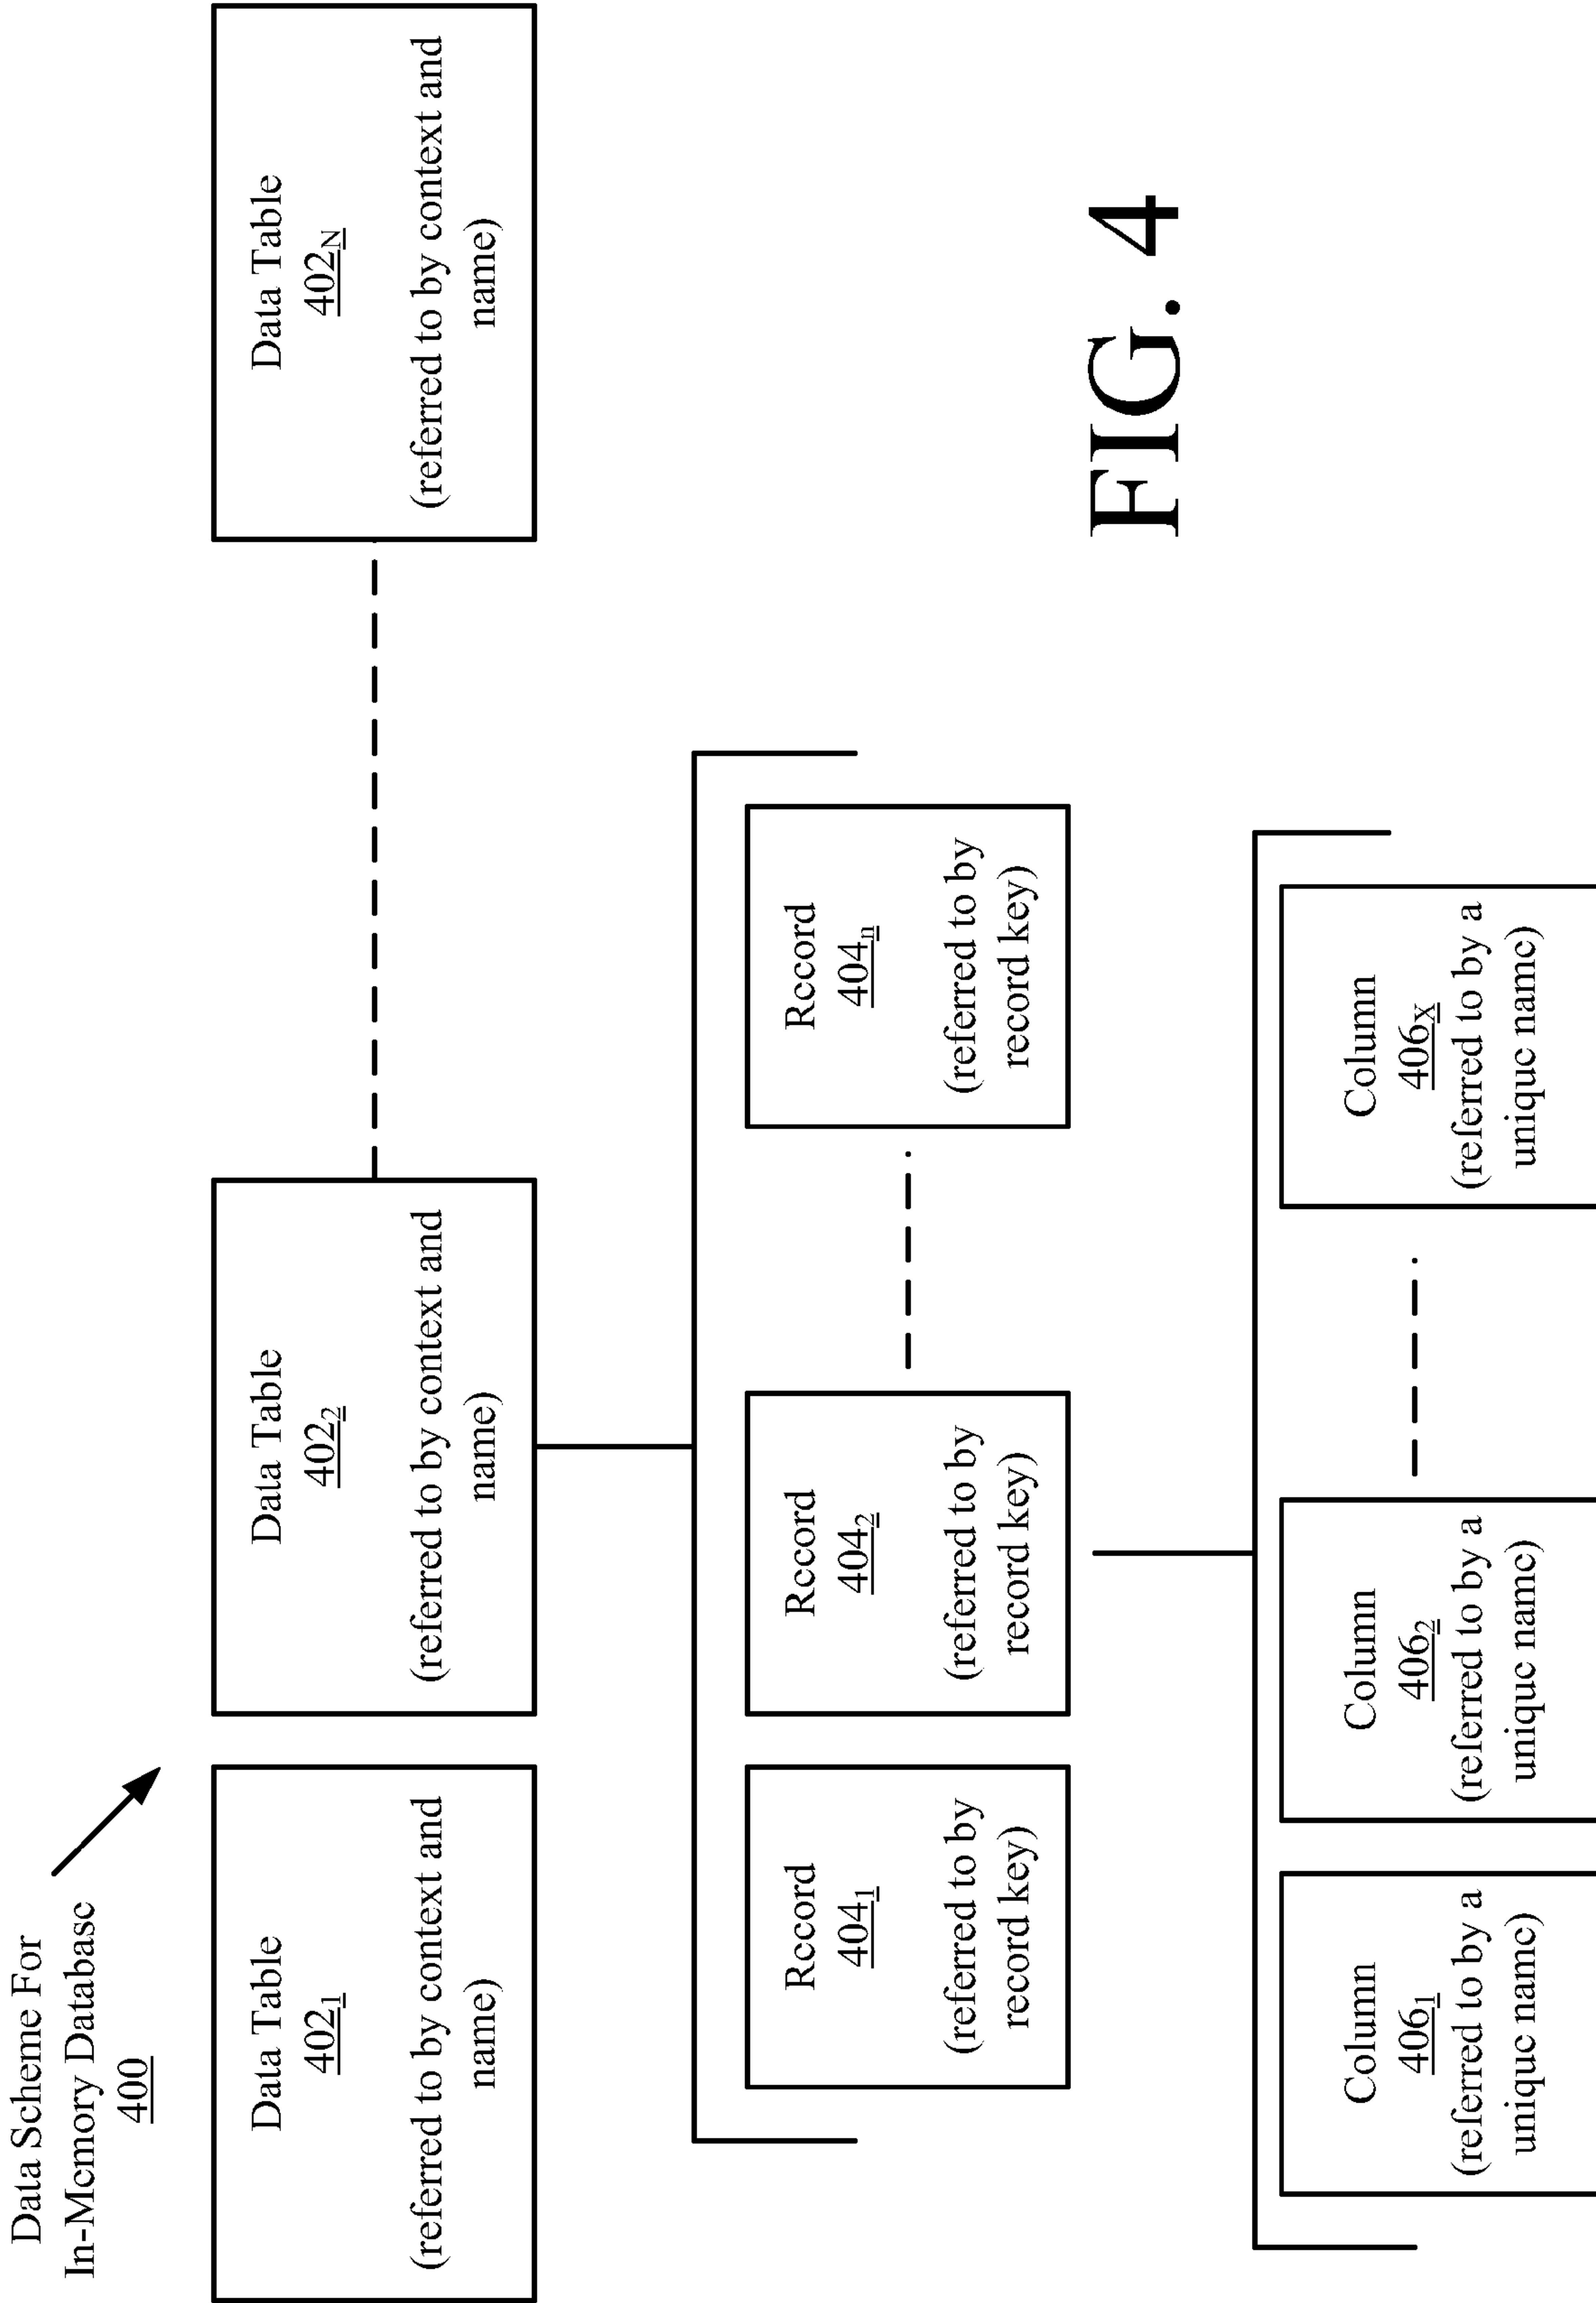 Data Scheme For
In-Memory Database
400
Data Table
402₁
(referred to by context and
name)
Data Table
402₂
(referred to by context and
name)
Data Table
402_N
(referred to by context and
name)
Record
404₁
(referred to by
record key)
Record
404₂
(referred to by
record key)
Record
404ₙ
(referred to by
record key)
Column
406₁
(referred to by a
unique name)
Column
406₂
(referred to by a
unique name)
Column
406_X
(referred to by a
unique name)
FIG. 4